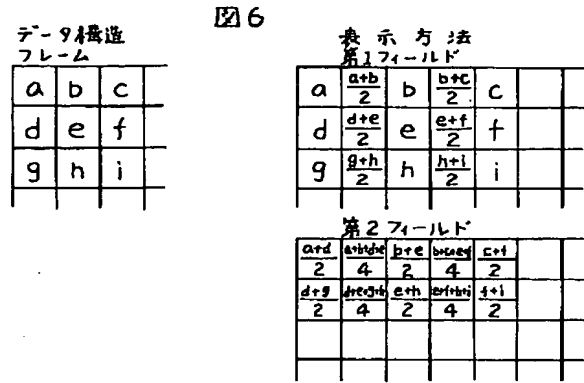 図6
データ構造
フレーム
a b c
d e f
g h i
表示方法
第1フィールド
a (a+b)/2 b (b+c)/2 c
d (d+e)/2 e (e+f)/2 f
g (g+h)/2 h (h+i)/2 i
第2フィールド
(a+d)/2 (a+b+d+e)/4 (b+e)/2 (b+c+e+f)/4 (c+f)/2
(d+g)/2 (d+e+g+h)/4 (e+h)/2 (e+f+h+i)/4 (f+i)/2